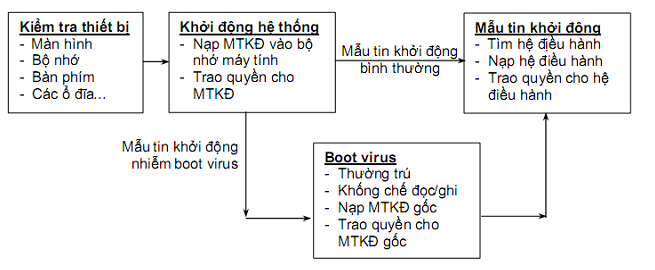 Kiểm tra thiết bị
- Màn hình
- Bộ nhớ
- Bàn phím
- Các ổ đĩa...
Khởi động hệ thống
- Nạp MTKĐ vào bộ
nhớ máy tính
- Trao quyền cho
MTKĐ
Mẫu tin khởi động
bình thường
Mẫu tin khởi động
- Tìm hệ điều hành
- Nạp hệ điều hành
- Trao quyền cho hệ
điều hành
Mẫu tin khởi động
nhiễm boot virus
Boot virus
- Thường trú
- Khống chế đọc/ghi
- Nạp MTKĐ gốc
- Trao quyền cho
MTKĐ gốc